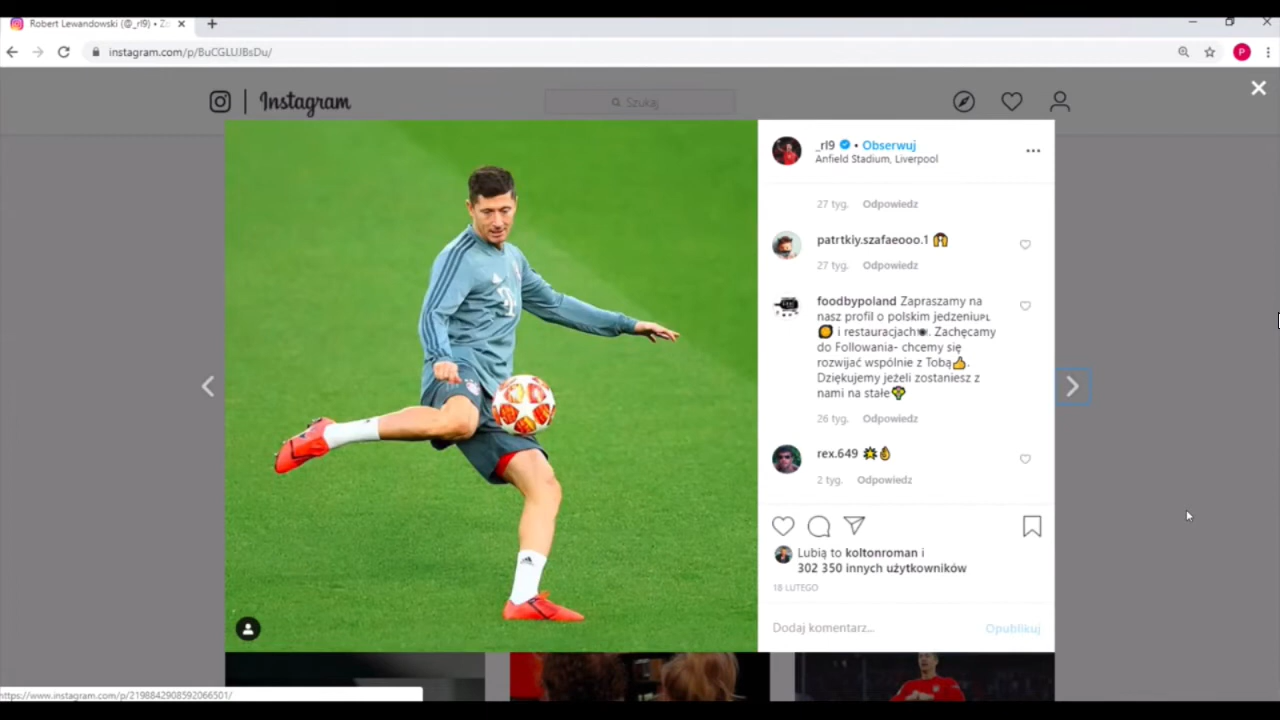 Robert Lewandowski (@_rl9) • Z
instagram.com/p/BuCGLUJBsDu/
P
Instagram
Szukaj
_rl9 • Obserwuj
Anfield Stadium, Liverpool
27 tyg. Odpowiedz
patrtkiy.szafaeooo.1
27 tyg. Odpowiedz
foodbypoland Zapraszamy na
nasz profil o polskim jedzeniuPL
i restauracjach. Zachęcamy
do Followania- chcemy się
rozwijać wspólnie z Tobą.
Dziękujemy jeżeli zostaniesz z
nami na stałe
26 tyg. Odpowiedz
rex.649
2 tyg. Odpowiedz
Lubią to koltonroman i
302 350 innych użytkowników
18 LUTEGO
Dodaj komentarz... Opublikuj
https://www.instagram.com/p/2198842908592066501/